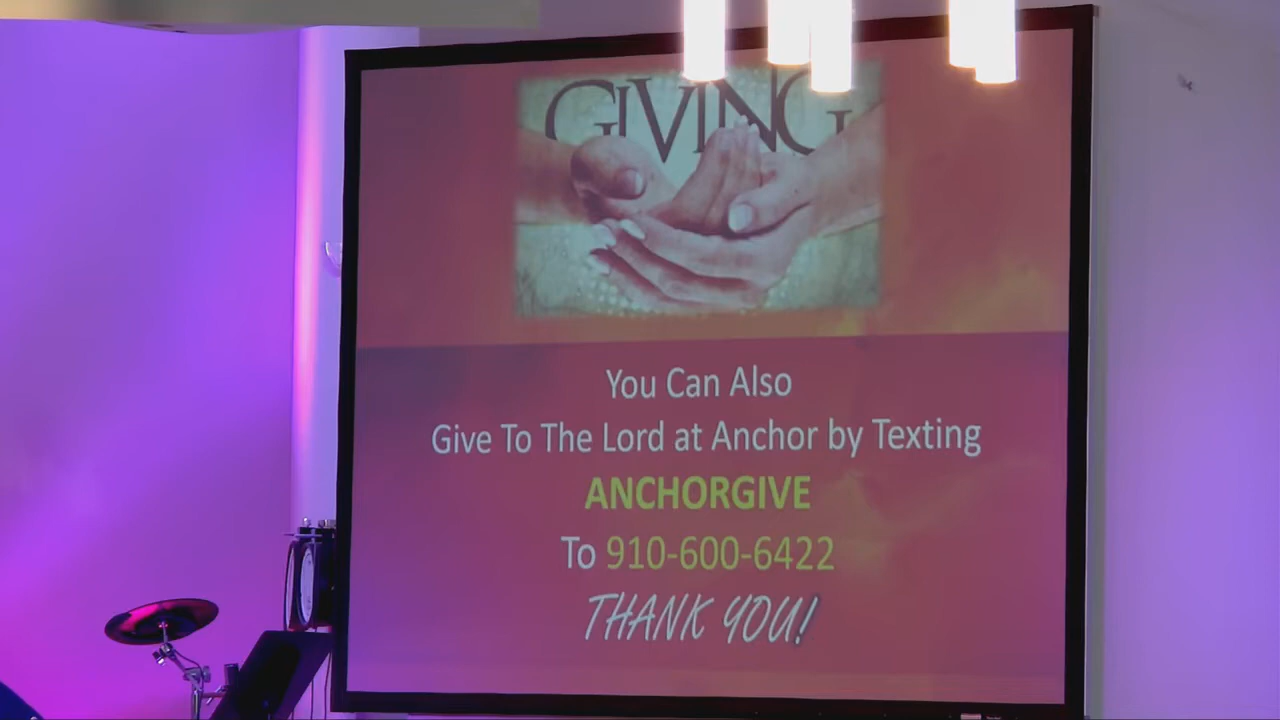 GIVING
You Can Also
Give To The Lord at Anchor by Texting
ANCHORGIVE
To 910-600-6422
THANK YOU!